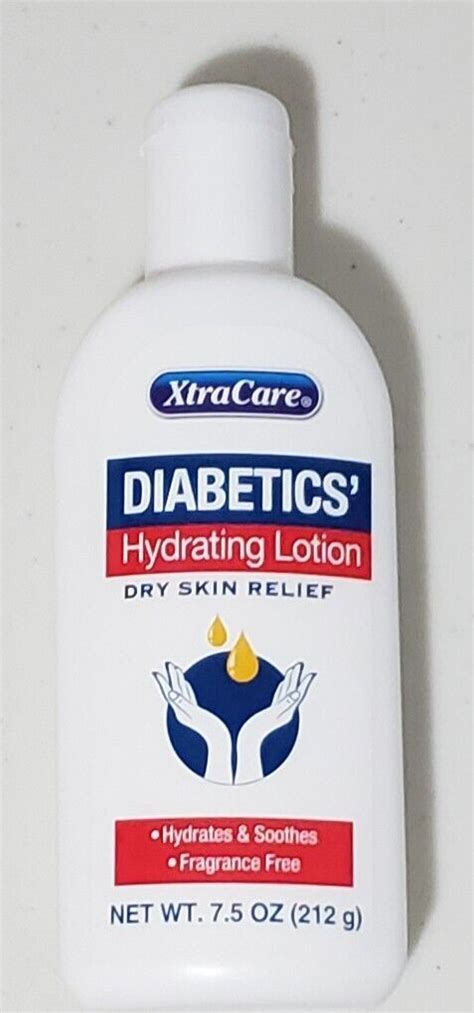 XtraCare®
DIABETICS'
Hydrating Lotion
DRY SKIN RELIEF
•Hydrates & Soothes
•Fragrance Free
NET WT. 7.5 OZ (212 g)